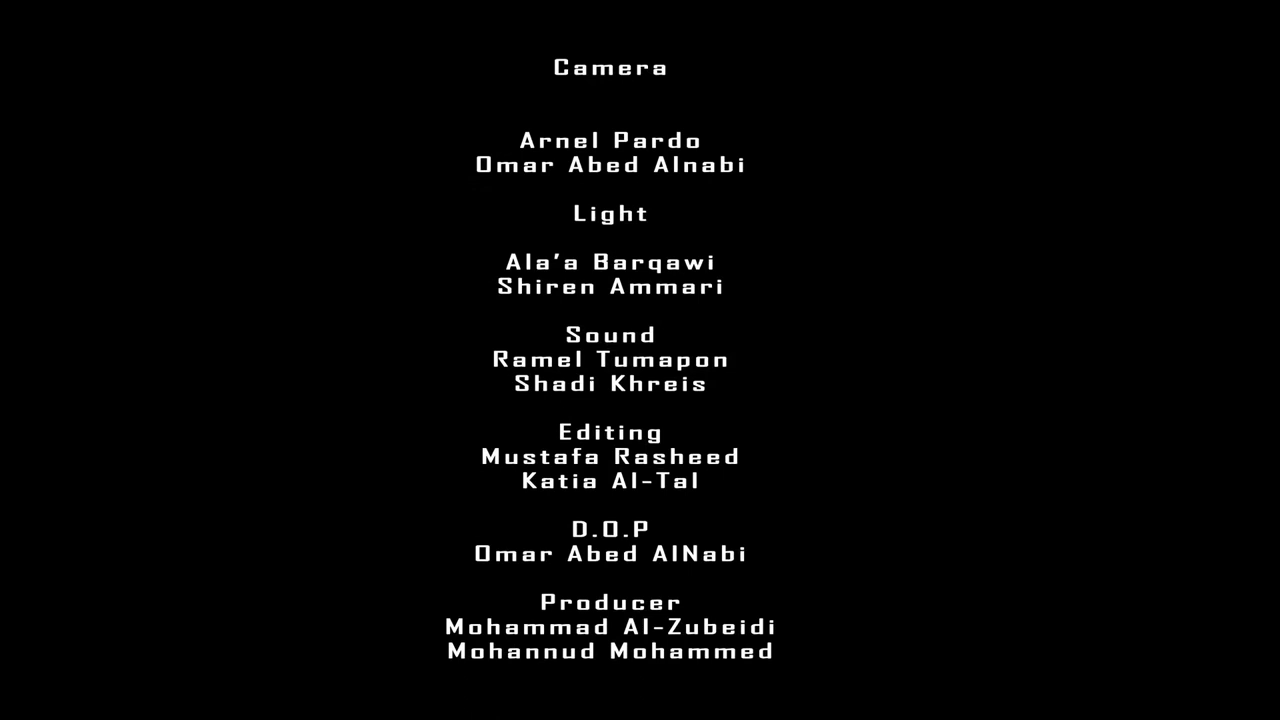 Camera
Arnel Pardo
Omar Abed Alnabi
Light
Ala'a Barqawi
Shiren Ammari
Sound
Ramel Tumapon
Shadi Khreis
Editing
Mustafa Rasheed
Katia Al-Tal
D.O.P
Omar Abed AlNabi
Producer
Mohammad Al-Zubeidi
Mohannud Mohammed